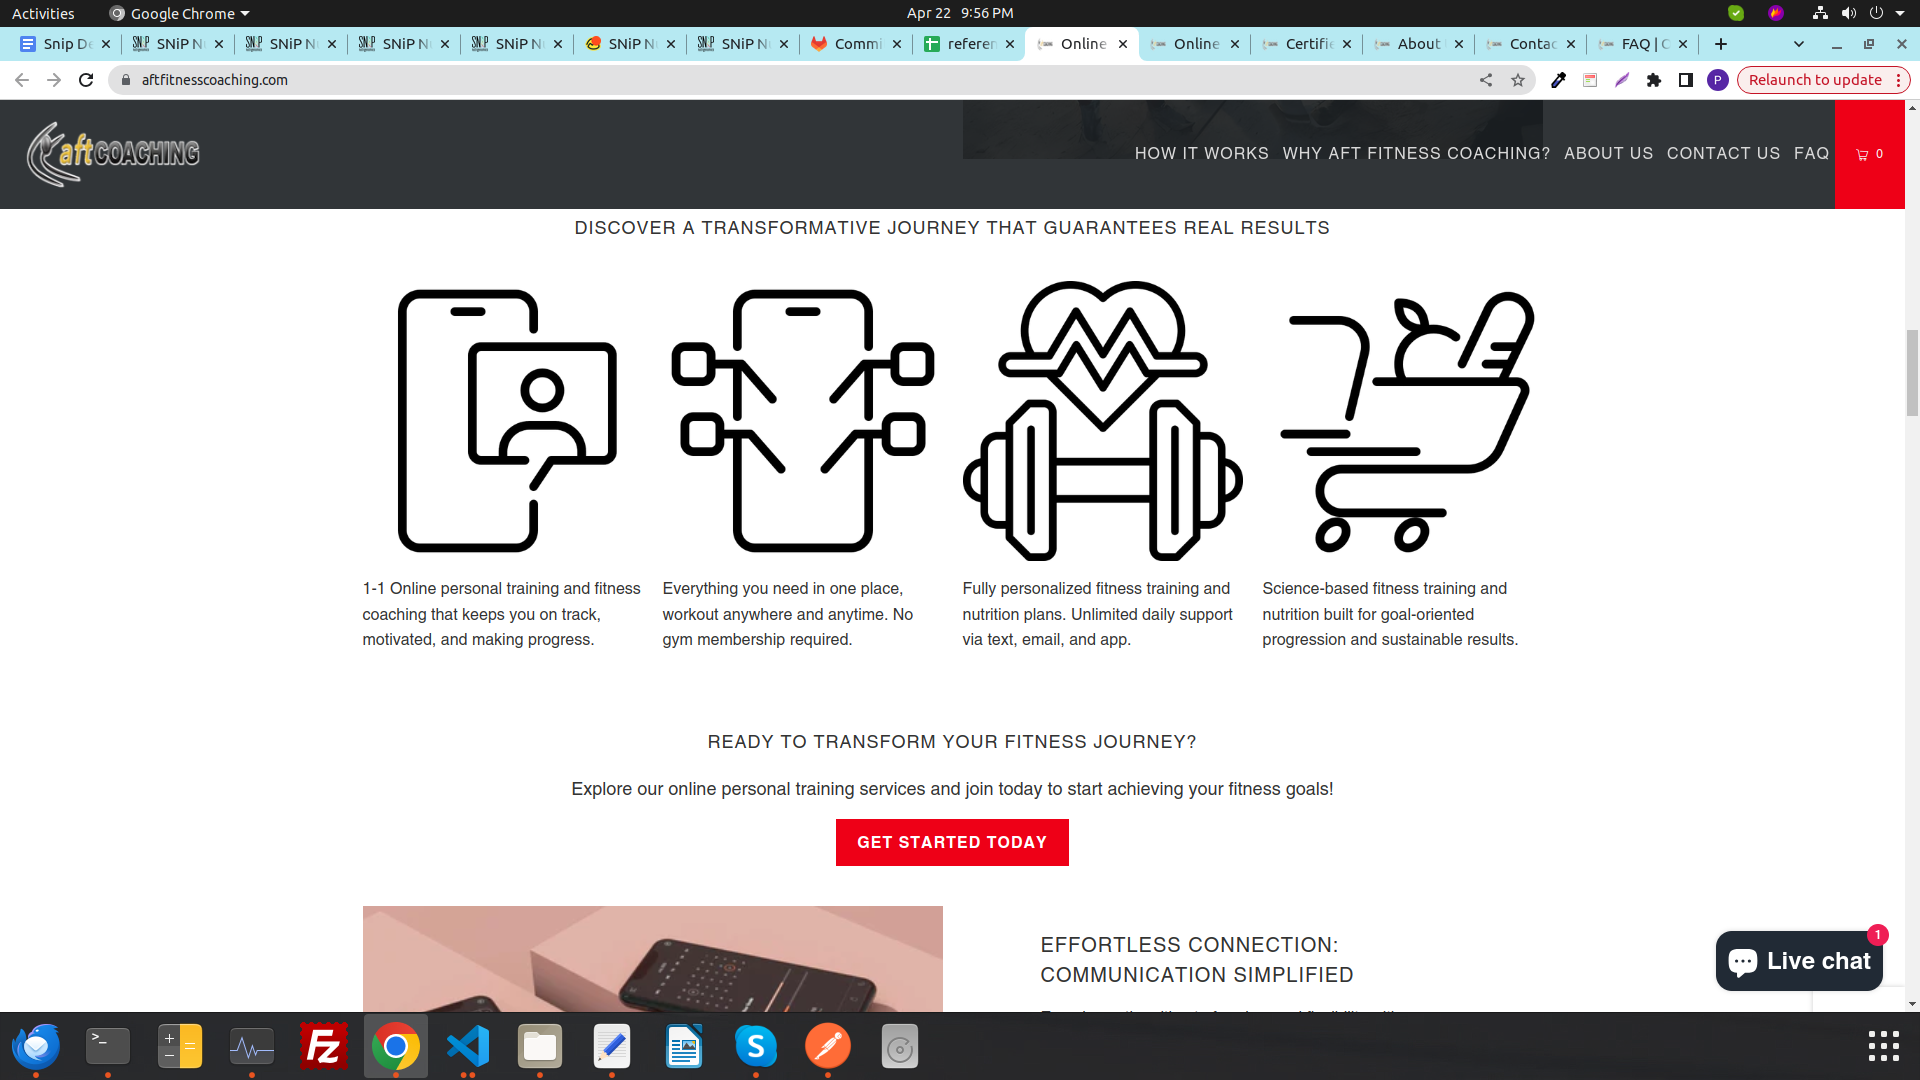 Activities
Google Chrome
Apr 22 9:56 PM
Snip De
SNiP N
SNiP N
SNiP N
SNiP N
SNiP N
SNiP N
Commi
referen
Online
Online
Certifie
About
Contac
FAQ | C
aftfitnesscoaching.com
P
Relaunch to update
aftCOACHING
HOW IT WORKS
WHY AFT FITNESS COACHING?
ABOUT US
CONTACT US
FAQ
0
DISCOVER A TRANSFORMATIVE JOURNEY THAT GUARANTEES REAL RESULTS
1-1 Online personal training and fitness
coaching that keeps you on track,
motivated, and making progress.
Everything you need in one place,
workout anywhere and anytime. No
gym membership required.
Fully personalized fitness training and
nutrition plans. Unlimited daily support
via text, email, and app.
Science-based fitness training and
nutrition built for goal-oriented
progression and sustainable results.
READY TO TRANSFORM YOUR FITNESS JOURNEY?
Explore our online personal training services and join today to start achieving your fitness goals!
GET STARTED TODAY
EFFORTLESS CONNECTION:
COMMUNICATION SIMPLIFIED
1
Live chat